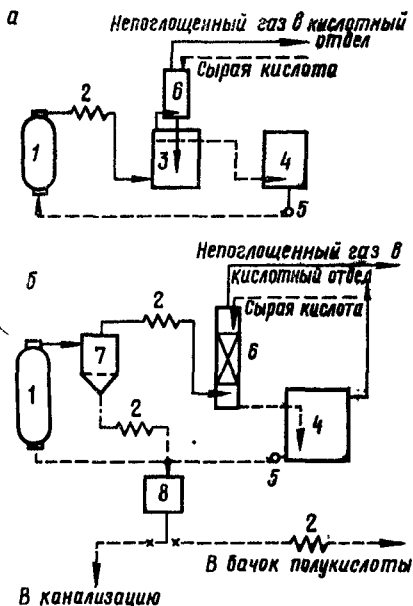 а
Непоглощенный газ в кислотный
отдел
Сырая кислота
2
6
1
3
4
5
б
Непоглощенный газ в
кислотный отдел
2
Сырая кислота
7
6
1
2
4
5
8
2
В бачок полукислоты
В канализацию